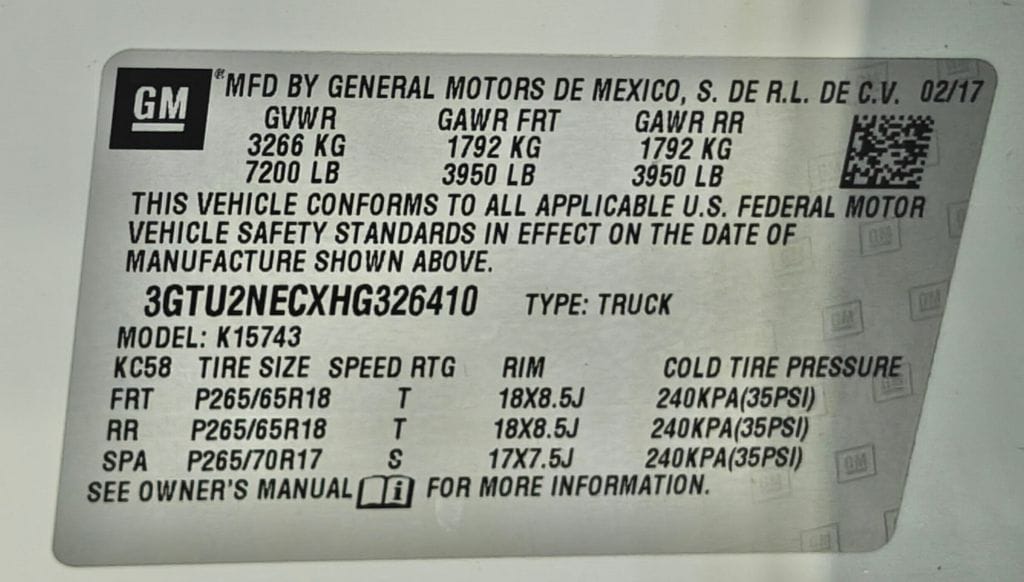 GM ® MFD BY GENERAL MOTORS DE MEXICO, S. DE R.L. DE C.V. 02/17
GVWR GAWR FRT GAWR RR
3266 KG 1792 KG 1792 KG
7200 LB 3950 LB 3950 LB
THIS VEHICLE CONFORMS TO ALL APPLICABLE U.S. FEDERAL MOTOR
VEHICLE SAFETY STANDARDS IN EFFECT ON THE DATE OF
MANUFACTURE SHOWN ABOVE.
3GTU2NECXHG326410 TYPE: TRUCK
MODEL: K15743
KC58 TIRE SIZE SPEED RTG RIM COLD TIRE PRESSURE
FRT P265/65R18 T 18X8.5J 240KPA(35PSI)
RR P265/65R18 T 18X8.5J 240KPA(35PSI)
SPA P265/70R17 S 17X7.5J 240KPA(35PSI)
SEE OWNER'S MANUAL i FOR MORE INFORMATION.